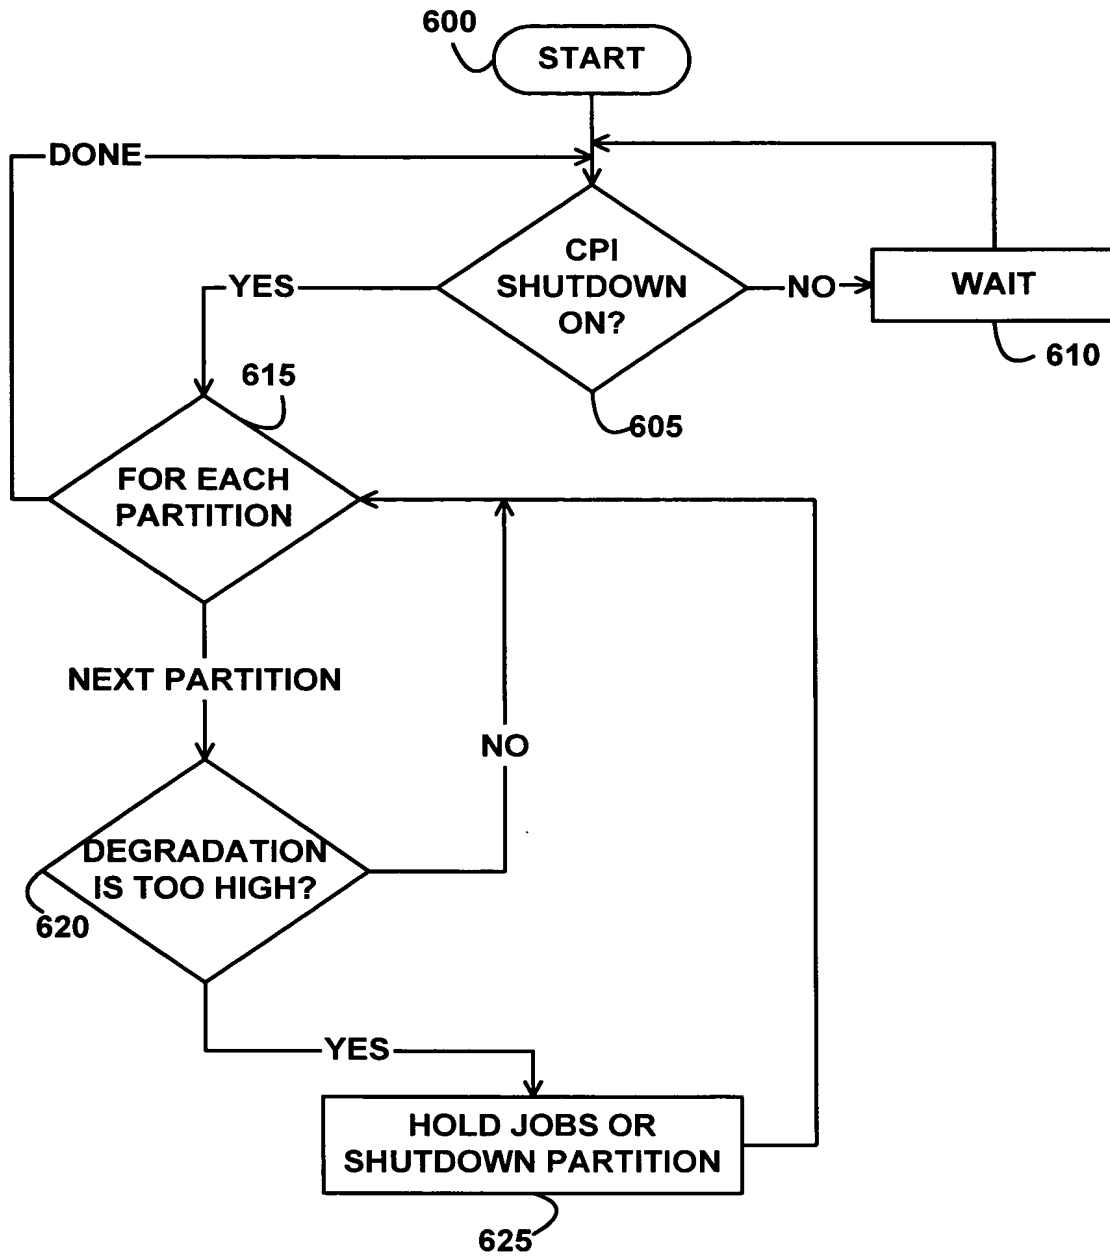 600
START
DONE
CPI
SHUTDOWN
ON?
YES
NO
WAIT
610
615
605
FOR EACH
PARTITION
NEXT PARTITION
NO
DEGRADATION
IS TOO HIGH?
620
YES
HOLD JOBS OR
SHUTDOWN PARTITION
625